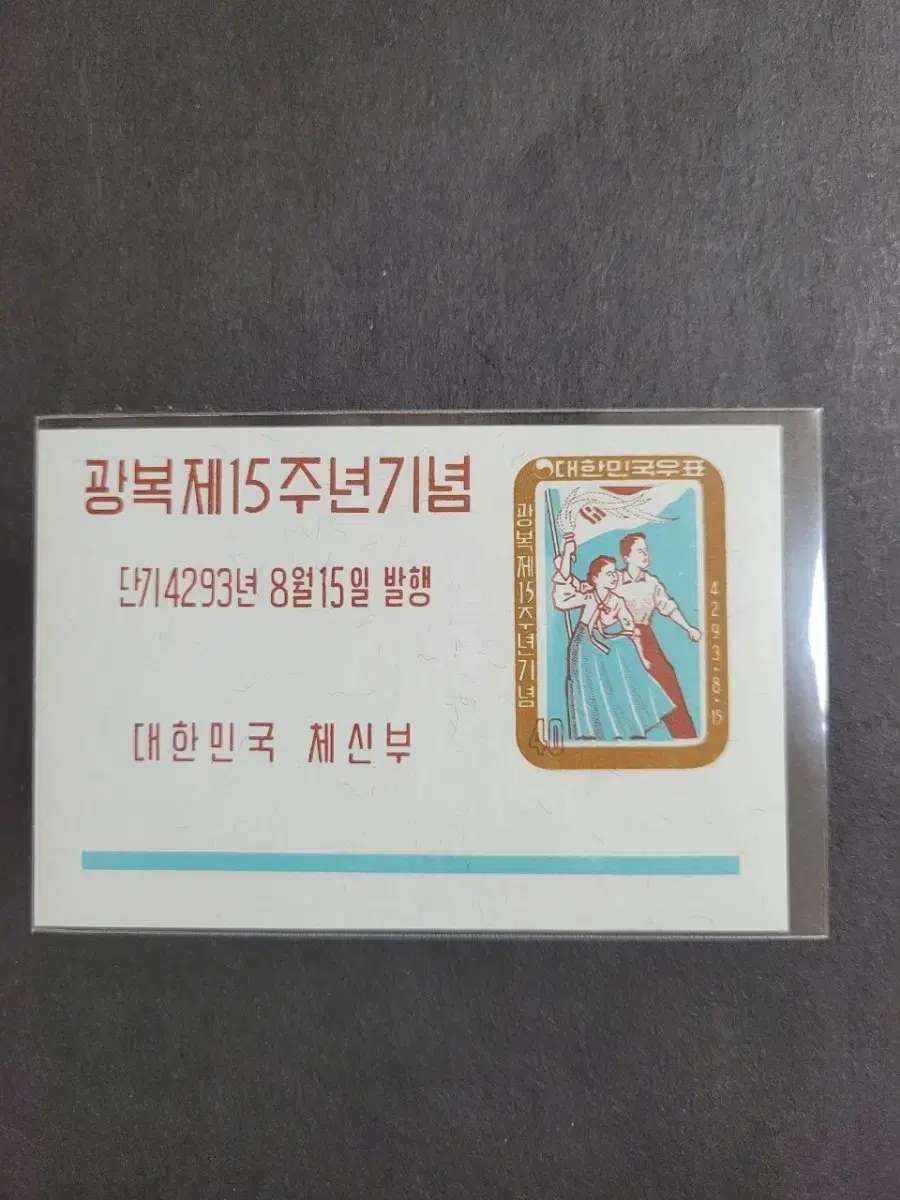 광복제15주년기념
단기4293년 8월15일 발행
대한민국 체신부
대한민국우표
광복제15주년기념
4293.8.15
40